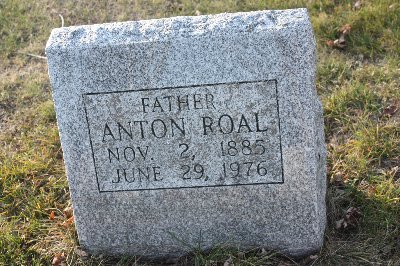 FATHER
ANTON ROAL
NOV. 2, 1885
JUNE 29, 1976